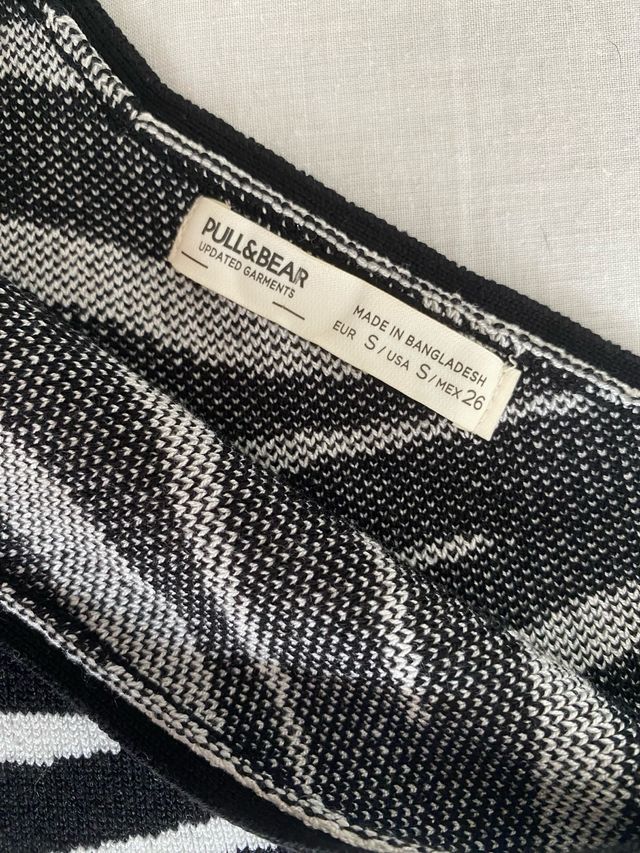 PULL&BEAR
UPDATED GARMENTS
MADE IN BANGLADESH
EUR S/USA S/MEX 26